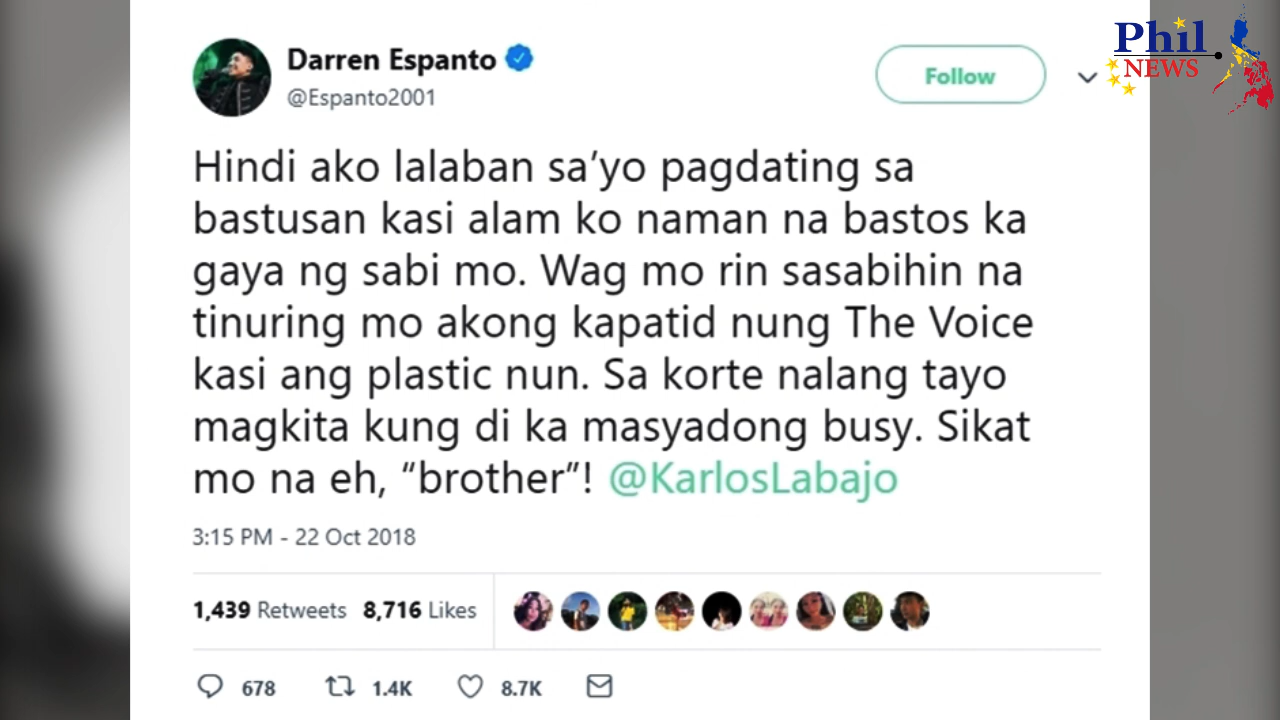 Phil
NEWS
Darren Espanto
@Espanto2001
Follow
Hindi ako lalaban sa’yo pagdating sa
bastusan kasi alam ko naman na bastos ka
gaya ng sabi mo. Wag mo rin sasabihin na
tinuring mo akong kapatid nung The Voice
kasi ang plastic nun. Sa korte nalang tayo
magkita kung di ka masyadong busy. Sikat
mo na eh, “brother”! @KarlosLabajo
3:15 PM - 22 Oct 2018
1,439 Retweets 8,716 Likes
678 1.4K 8.7K